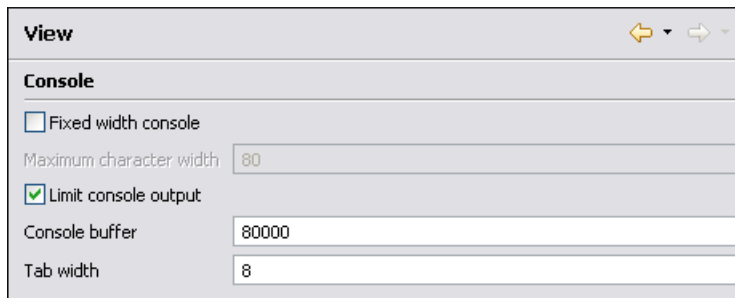 View
Console
Fixed width console
Maximum character width 80
Limit console output
Console buffer 80000
Tab width 8